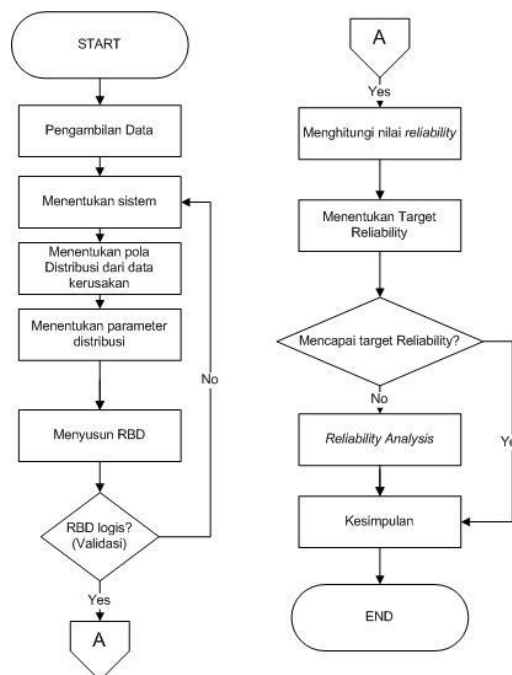 START
Pengambilan Data
Menentukan sistem
Menentukan pola
Distribusi dari data
kerusakan
Menentukan parameter
distribusi
No
Menyusun RBD
RBD logis?
(Validasi)
Yes
A
A
Yes
Menghitungi nilai reliability
Menentukan Target
Reliability
Mencapai target Reliability?
No
Reliability Analysis
Ye
Kesimpulan
END